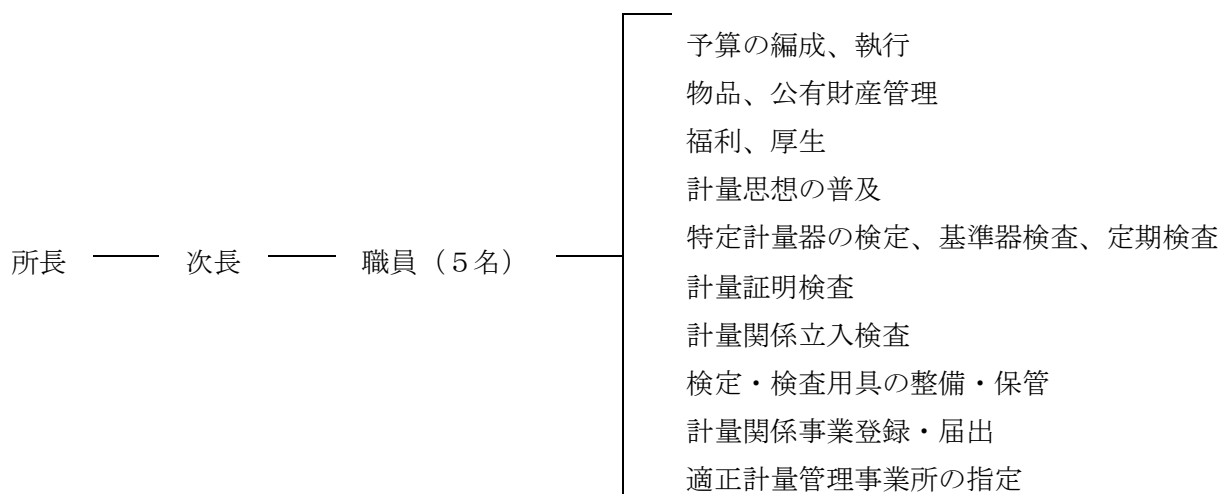 予算の編成、執行
物品、公有財産管理
福利、厚生
計量思想の普及
特定計量器の検定、基準器検査、定期検査
所長 次長 職員（５名）
計量証明検査
計量関係立入検査
検定・検査用具の整備・保管
計量関係事業登録・届出
適正計量管理事業所の指定